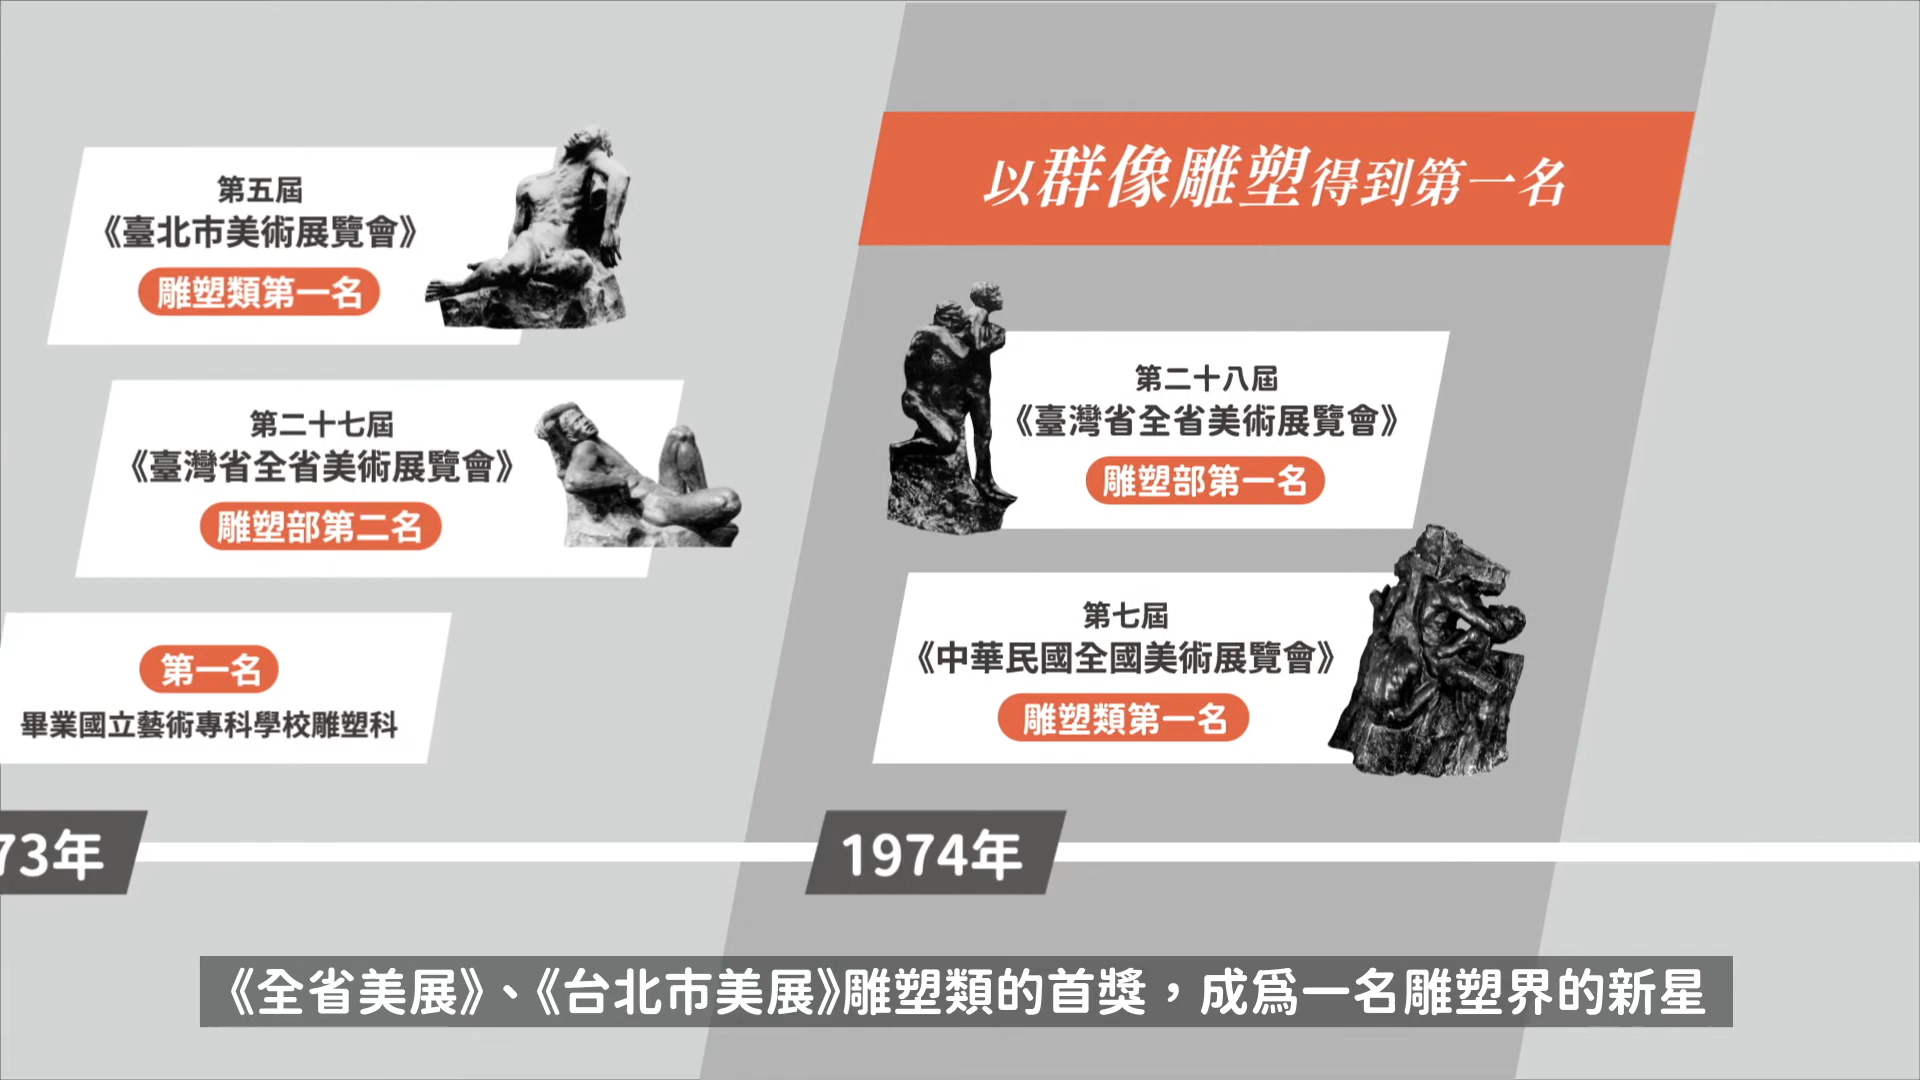 第五屆
《臺北市美術展覽會》
雕塑類第一名
第二十七屆
《臺灣省全省美術展覽會》
雕塑部第二名
第一名
畢業國立藝術專科學校雕塑科
73年
以群像雕塑得到第一名
第二十八屆
《臺灣省全省美術展覽會》
雕塑部第一名
第七屆
《中華民國全國美術展覽會》
雕塑類第一名
1974年
《全省美展》、《台北市美展》雕塑類的首獎，成為一名雕塑界的新星